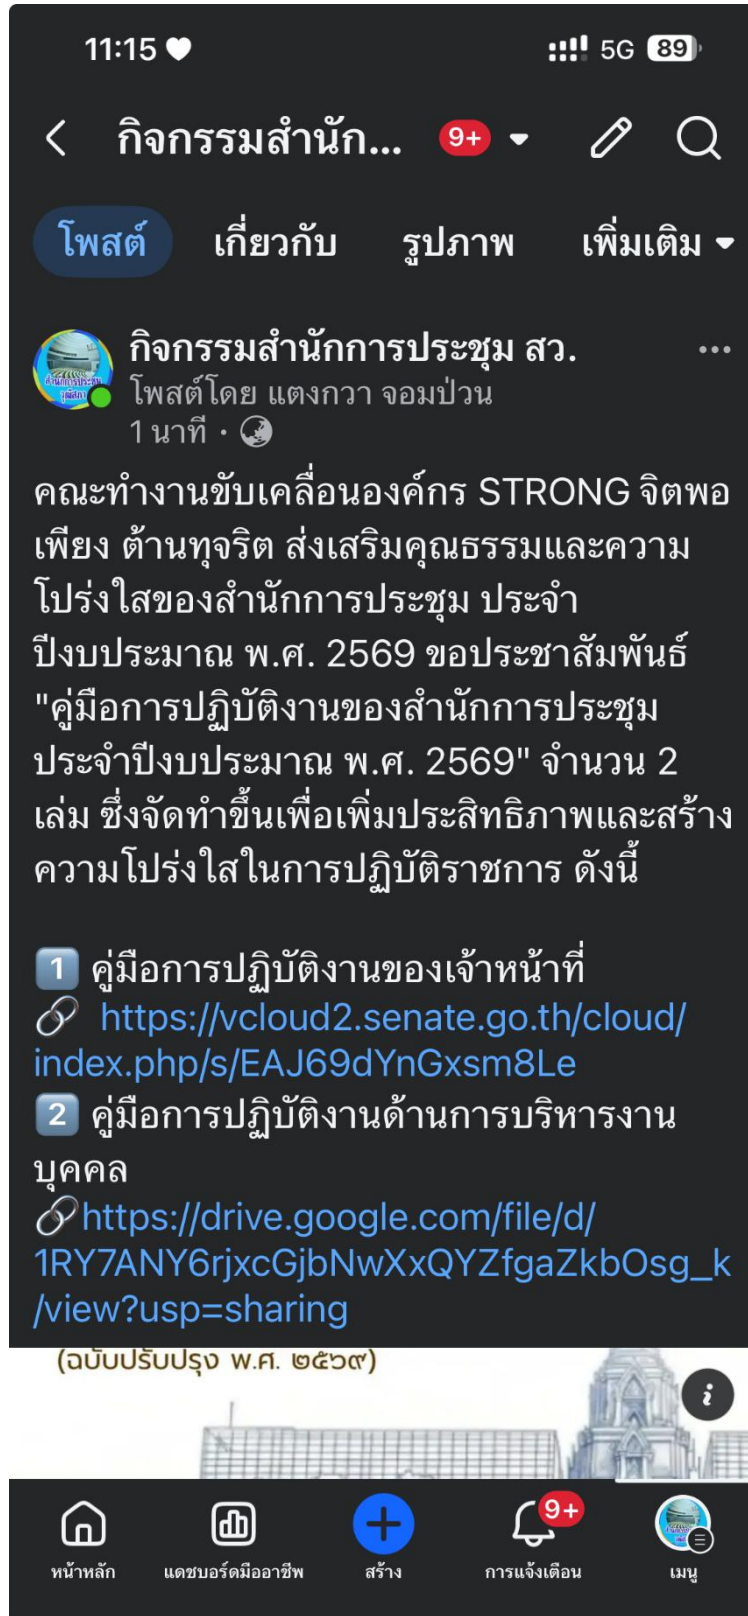 11:15
5G 89
กิจกรรมสำนัก... 9+
โพสต์ เกี่ยวกับ รูปภาพ เพิ่มเติม
กิจกรรมสำนักการประชุม สว.
โพสต์โดย แตงกวา จอมป่วน
1 นาที ·
คณะทำงานขับเคลื่อนองค์กร STRONG จิตพอ
เพียง ต้านทุจริต ส่งเสริมคุณธรรมและความ
โปร่งใสของสำนักการประชุม ประจำ
ปีงบประมาณ พ.ศ. 2569 ขอประชาสัมพันธ์
"คู่มือการปฏิบัติงานของสำนักการประชุม
ประจำปีงบประมาณ พ.ศ. 2569" จำนวน 2
เล่ม ซึ่งจัดทำขึ้นเพื่อเพิ่มประสิทธิภาพและสร้าง
ความโปร่งใสในการปฏิบัติราชการ ดังนี้
1 คู่มือการปฏิบัติงานของเจ้าหน้าที่
https://vcloud2.senate.go.th/cloud/
index.php/s/EAJ69dYnGxsm8Le
2 คู่มือการปฏิบัติงานด้านการบริหารงาน
บุคคล
https://drive.google.com/file/d/
1RY7ANY6rjxcGjbNwXxQYZfgaZkbOsg_k
/view?usp=sharing
(ฉบับปรับปรุง พ.ศ. ๒๕๖๙)
9+
หน้าหลัก แดชบอร์ดมืออาชีพ สร้าง การแจ้งเตือน เมนู